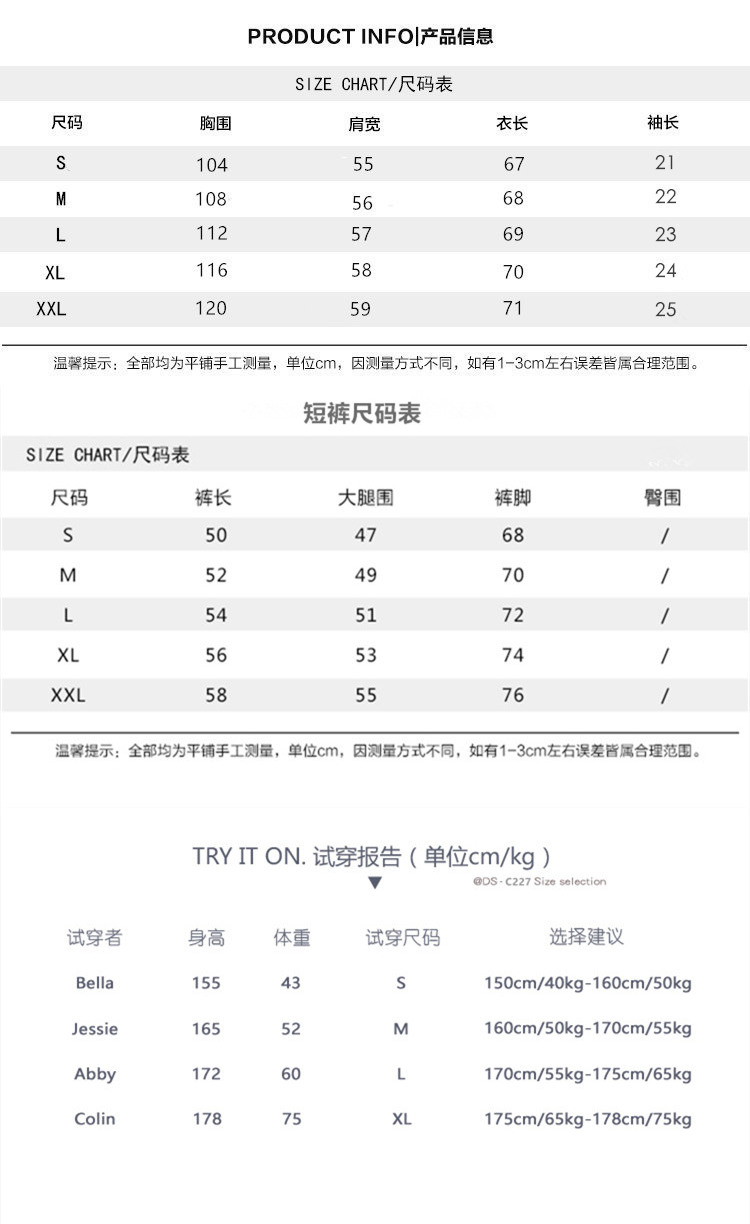 PRODUCT INFO|产品信息
SIZE CHART/尺码表
尺码 胸围 肩宽 衣长 袖长
S 104 55 67 21
M 108 56 68 22
L 112 57 69 23
XL 116 58 70 24
XXL 120 59 71 25
温馨提示：全部均为平铺手工测量，单位cm，因测量方式不同，如有1-3cm左右误差皆属合理范围。
短裤尺码表
SIZE CHART/尺码表
尺码 裤长 大腿围 裤脚 臀围
S 50 47 68 /
M 52 49 70 /
L 54 51 72 /
XL 56 53 74 /
XXL 58 55 76 /
温馨提示：全部均为平铺手工测量，单位cm，因测量方式不同，如有1-3cm左右误差皆属合理范围。
TRY IT ON. 试穿报告（单位cm/kg）
@DS-C227 Size selection
试穿者 身高 体重 试穿尺码 选择建议
Bella 155 43 S 150cm/40kg-160cm/50kg
Jessie 165 52 M 160cm/50kg-170cm/55kg
Abby 172 60 L 170cm/55kg-175cm/65kg
Colin 178 75 XL 175cm/65kg-178cm/75kg